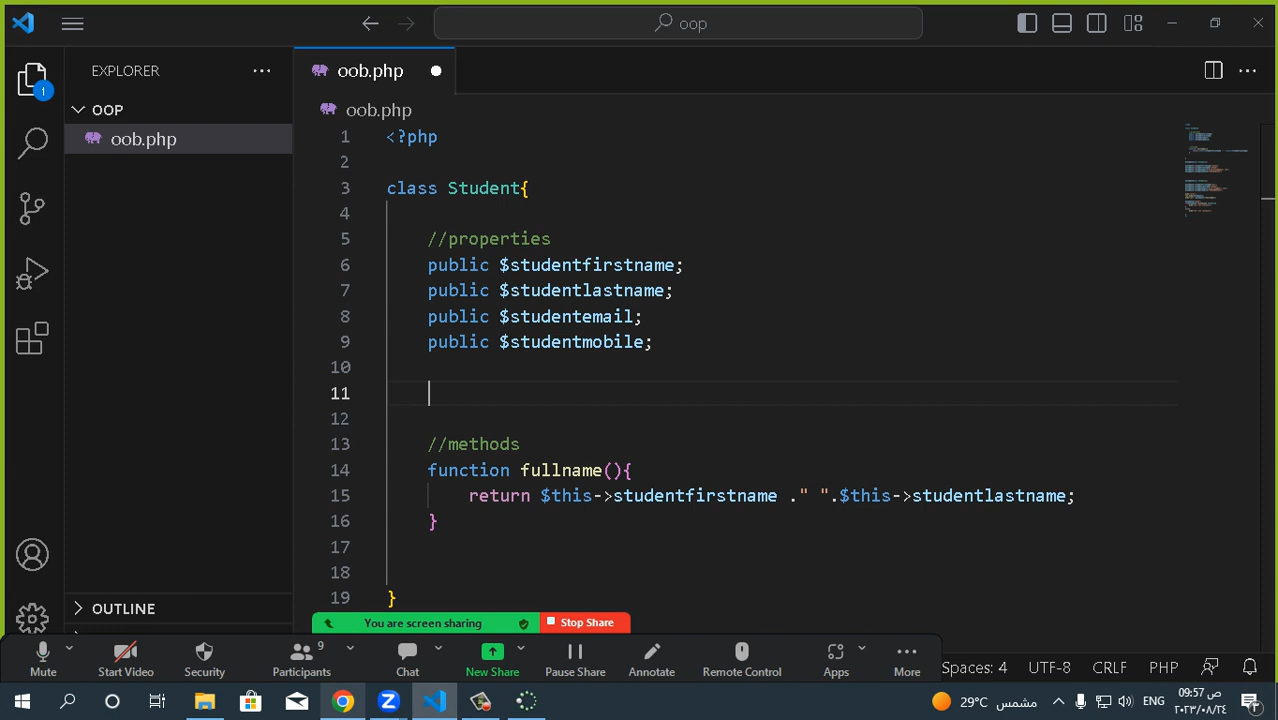 oop
EXPLORER
OOP
oob.php
oob.php
oob.php
1 <?php
2
3 class Student{
4
5 //properties
6 public $studentfirstname;
7 public $studentlastname;
8 public $studentemail;
9 public $studentmobile;
10
11
12
13 //methods
14 function fullname(){
15 return $this->studentfirstname ." ".$this->studentlastname;
16 }
17
18
19 }
OUTLINE
You are screen sharing Stop Share
Mute Start Video Security Participants 9 Chat New Share Pause Share Annotate Remote Control Apps More
Spaces: 4 UTF-8 CRLF PHP
1
29°C مشمس ENG 09:57 ص
٢٠٢٣/٠٨/٢٤